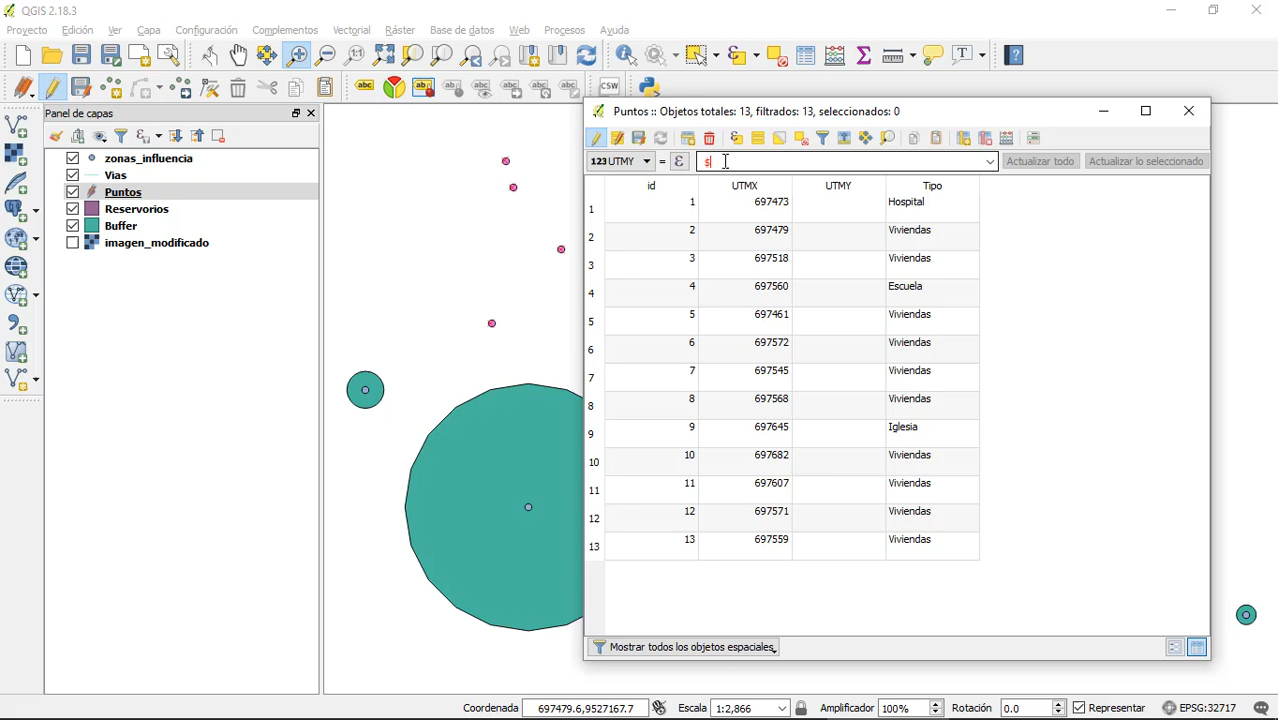 QGIS 2.18.3
Proyecto Edición Ver Capa Configuración Complementos Vectorial Ráster Base de datos Web Procesos Ayuda
CSW
Panel de capas
zonas_influencia
Vias
Puntos
Reservorios
Buffer
imagen_modificado
Puntos :: Objetos totales: 13, filtrados: 13, seleccionados: 0
123 UTMY = ε $ Actualizar todo Actualizar lo seleccionado
id UTMX UTMY Tipo
1 1 697473 Hospital
2 2 697479 Viviendas
3 3 697518 Viviendas
4 4 697560 Escuela
5 5 697461 Viviendas
6 6 697572 Viviendas
7 7 697545 Viviendas
8 8 697568 Viviendas
9 9 697645 Iglesia
10 10 697682 Viviendas
11 11 697607 Viviendas
12 12 697571 Viviendas
13 13 697559 Viviendas
Mostrar todos los objetos espaciales
Coordenada 697479.6,9527167.7 Escala 1:2,866 Amplificador 100% Rotación 0.0 Representar EPSG:32717